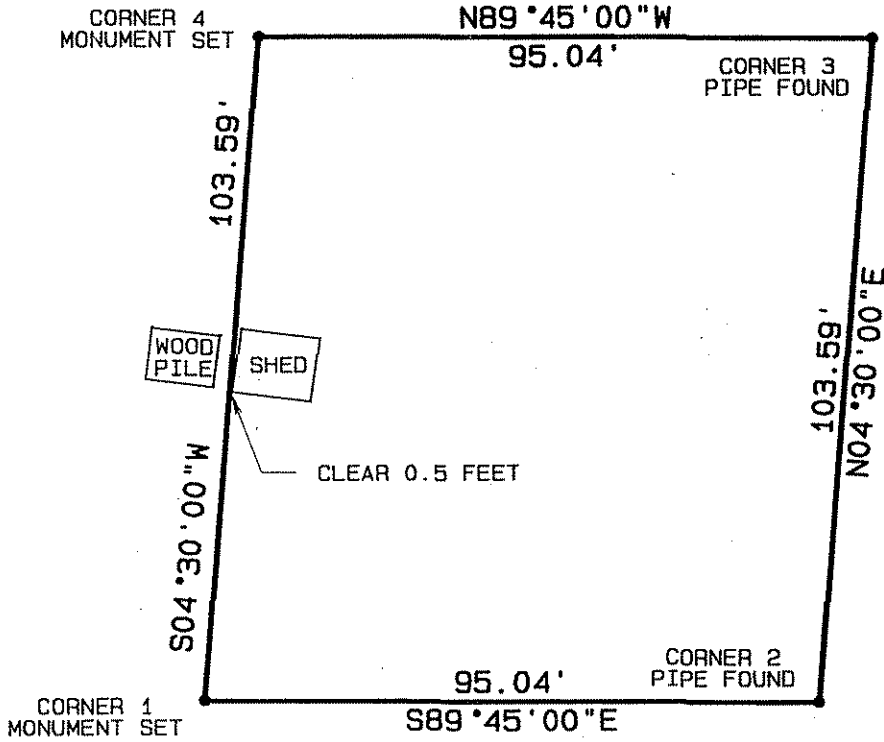 CORNER 4
MONUMENT SET
N89°45'00"W
95.04'
CORNER 3
PIPE FOUND
103.59'
WOOD
PILE
SHED
103.59'
N04°30'00"E
CLEAR 0.5 FEET
S04°30'00"W
CORNER 2
PIPE FOUND
95.04'
CORNER 1
MONUMENT SET
S89°45'00"E